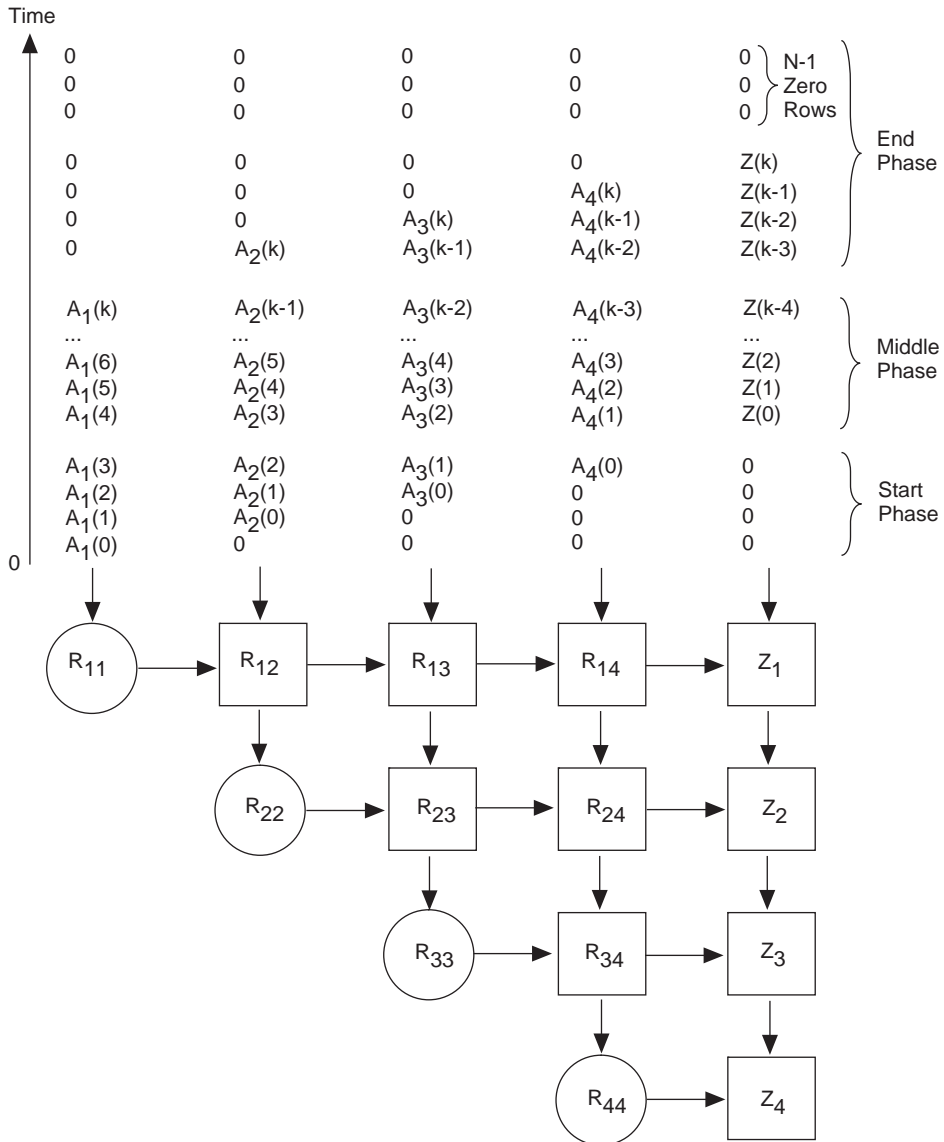 Time
0 0 0 0 0 N-1
0 0 0 0 0 Zero
0 0 0 0 0 Rows
End
Phase
0 0 0 0 Z(k)
0 0 0 A4(k) Z(k-1)
0 0 A3(k) A4(k-1) Z(k-2)
0 A2(k) A3(k-1) A4(k-2) Z(k-3)
A1(k) A2(k-1) A3(k-2) A4(k-3) Z(k-4)
... ... ... ... ...
Middle
Phase
A1(6) A2(5) A3(4) A4(3) Z(2)
A1(5) A2(4) A3(3) A4(2) Z(1)
A1(4) A2(3) A3(2) A4(1) Z(0)
A1(3) A2(2) A3(1) A4(0) 0
Start
Phase
A1(2) A2(1) A3(0) 0 0
A1(1) A2(0) 0 0 0
A1(0) 0 0 0 0
0
R11 R12 R13 R14 Z1
R22 R23 R24 Z2
R33 R34 Z3
R44 Z4